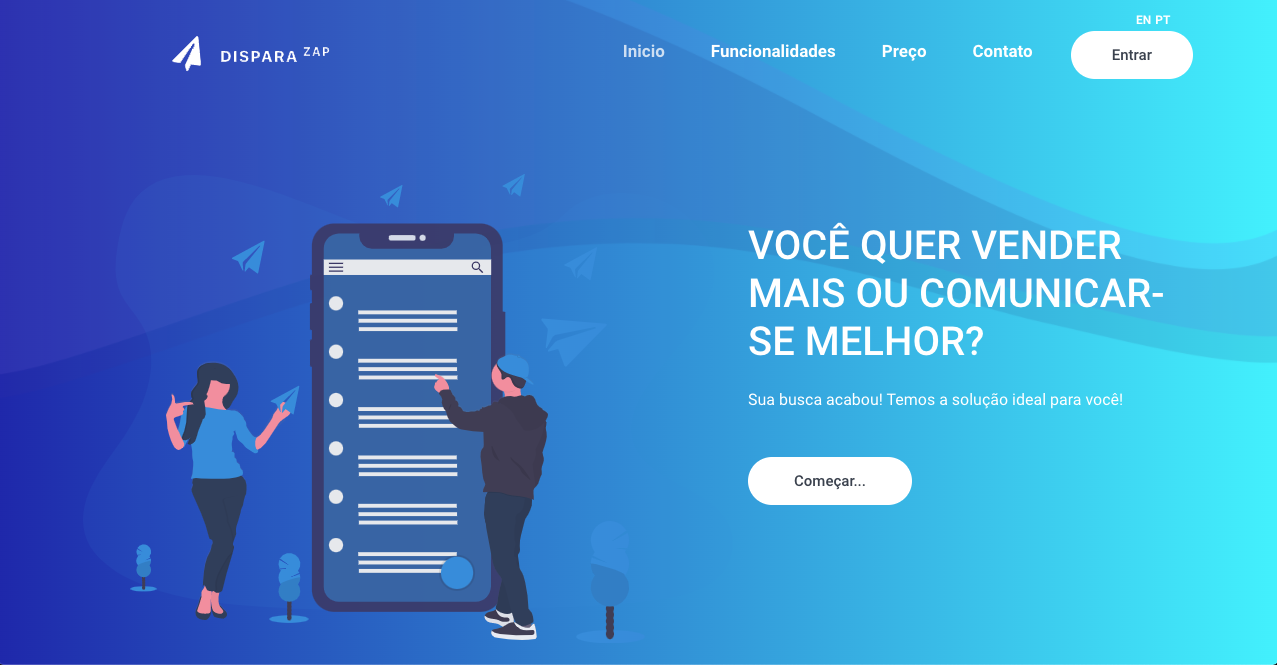 EN PT
DISPARA ZAP
Inicio Funcionalidades Preço Contato Entrar
VOCÊ QUER VENDER
MAIS OU COMUNICAR-
SE MELHOR?
Sua busca acabou! Temos a solução ideal para você!
Começar...